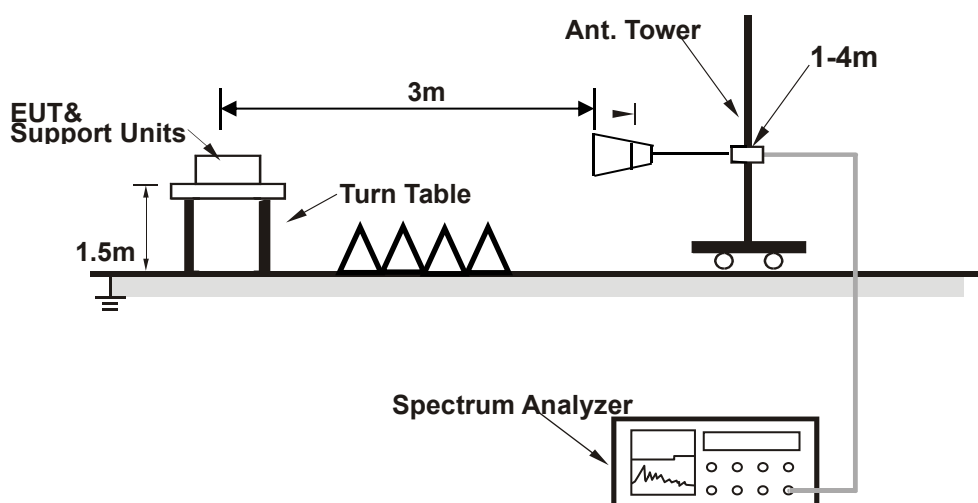 Ant. Tower
1-4m
3m
EUT&
Support Units
Turn Table
1.5m
Spectrum Analyzer